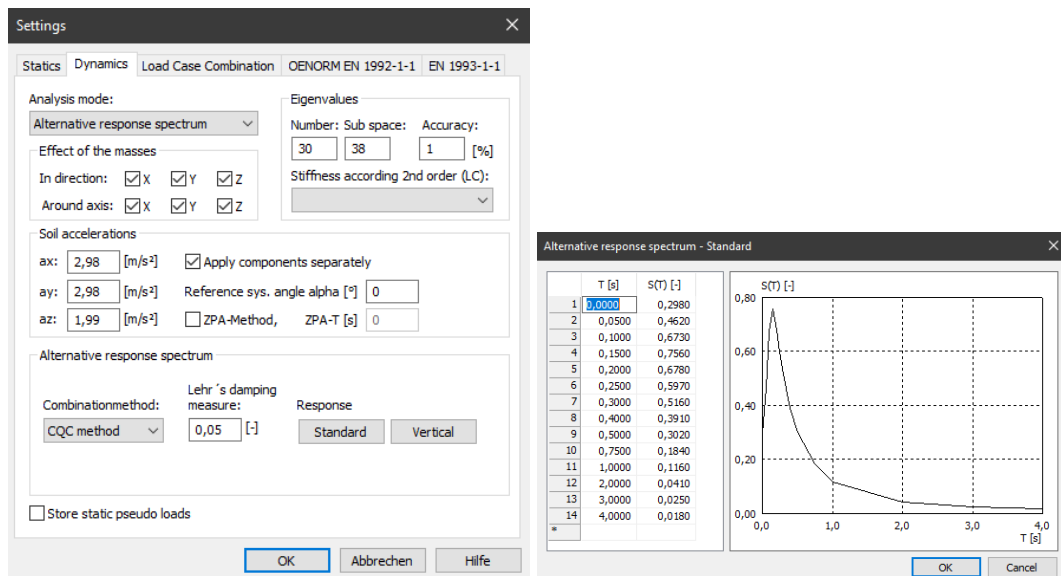 Settings
Statics Dynamics Load Case Combination OENORM EN 1992-1-1 EN 1993-1-1
Analysis mode:
Alternative response spectrum
Effect of the masses
In direction: X Y Z
Around axis: X Y Z
Eigenvalues
Number: Sub space: Accuracy:
30 38 1 [%]
Stiffness according 2nd order (LC):
Soil accelerations
ax: 2,98 [m/s²] Apply components separately
ay: 2,98 [m/s²] Reference sys. angle alpha [°] 0
az: 1,99 [m/s²] ZPA-Method, ZPA-T [s] 0
Alternative response spectrum
Combinationmethod:
CQC method
Lehr´s damping
measure:
0,05 [-]
Response
Standard Vertical
Store static pseudo loads
OK Abbrechen Hilfe
Alternative response spectrum - Standard
T [s] S(T) [-]
1 0,0000 0,2980
2 0,0500 0,4620
3 0,1000 0,6730
4 0,1500 0,7560
5 0,2000 0,6780
6 0,2500 0,5970
7 0,3000 0,5160
8 0,4000 0,3910
9 0,5000 0,3020
10 0,7500 0,1840
11 1,0000 0,1160
12 2,0000 0,0410
13 3,0000 0,0250
14 4,0000 0,0180
*
S(T) [-]
0,80
0,60
0,40
0,20
0,00
0,0 1,0 2,0 3,0 4,0
T [s]
OK Cancel